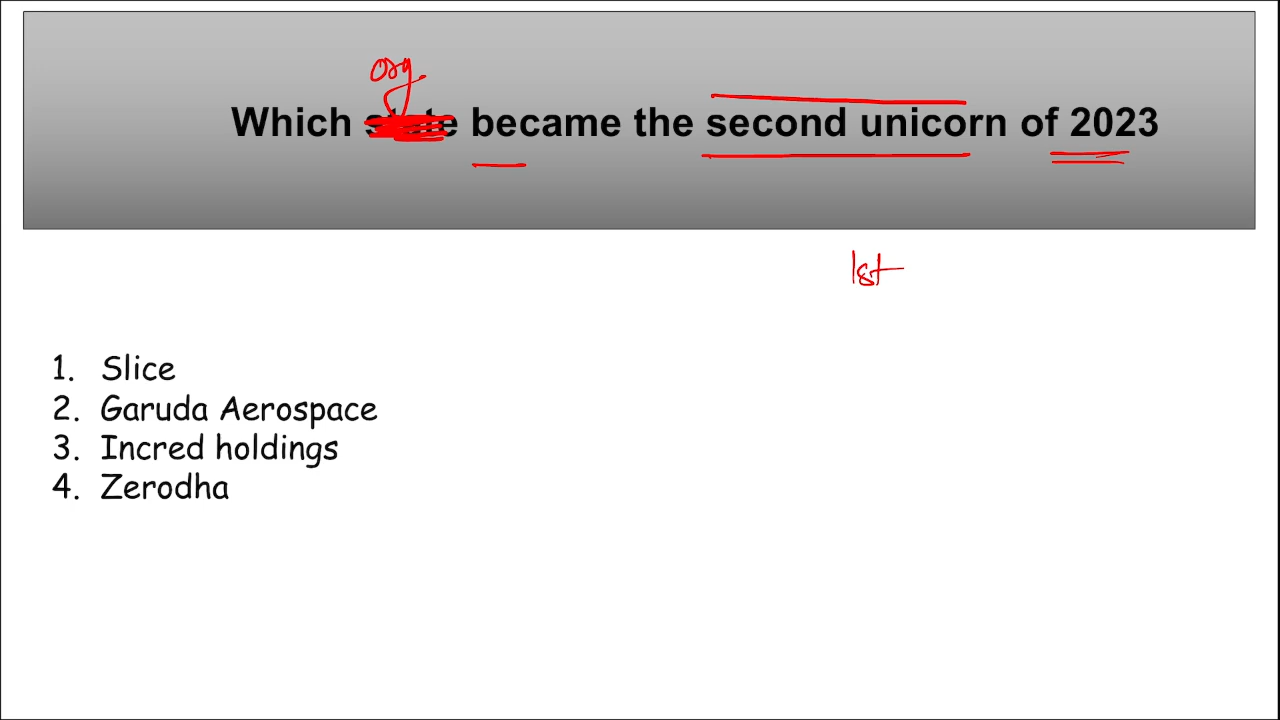 org
Which state became the second unicorn of 2023
1st
1. Slice
2. Garuda Aerospace
3. Incred holdings
4. Zerodha